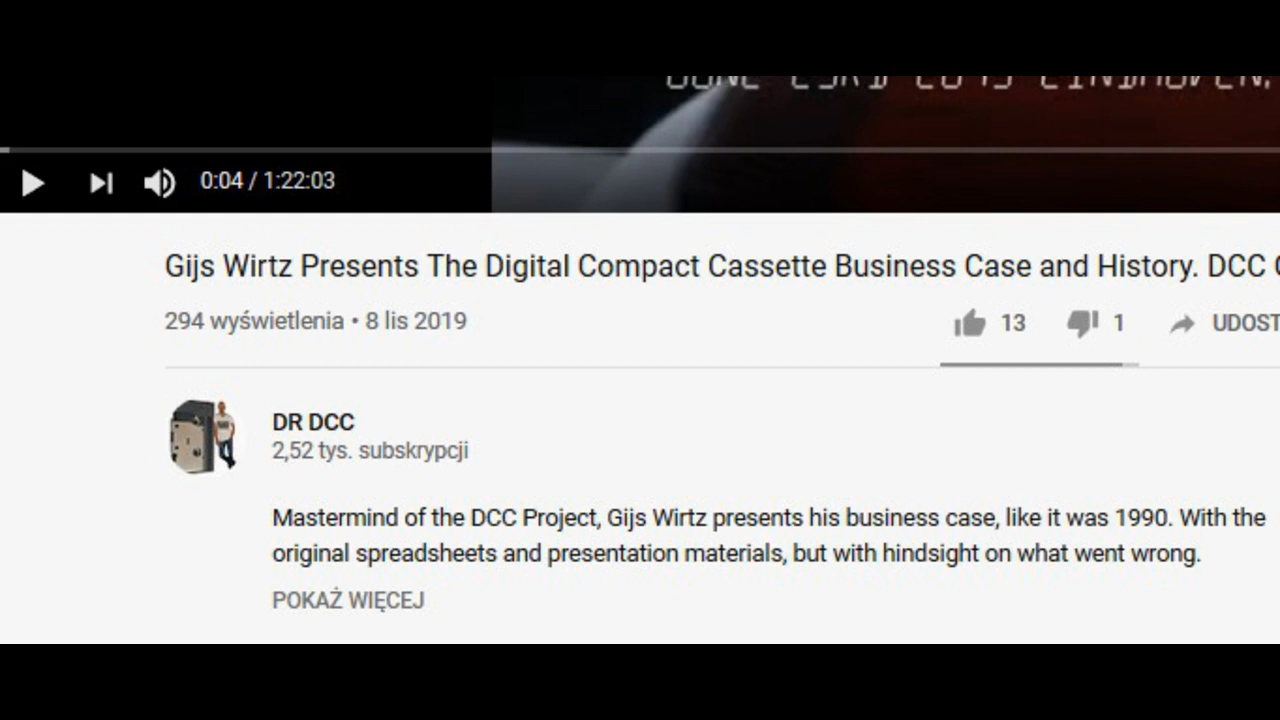 0:04 / 1:22:03
Gijs Wirtz Presents The Digital Compact Cassette Business Case and History. DCC
294 wyświetlenia • 8 lis 2019
13
1
UDOST
DR DCC
2,52 tys. subskrypcji
Mastermind of the DCC Project, Gijs Wirtz presents his business case, like it was 1990. With the
original spreadsheets and presentation materials, but with hindsight on what went wrong.
POKAŻ WIĘCEJ